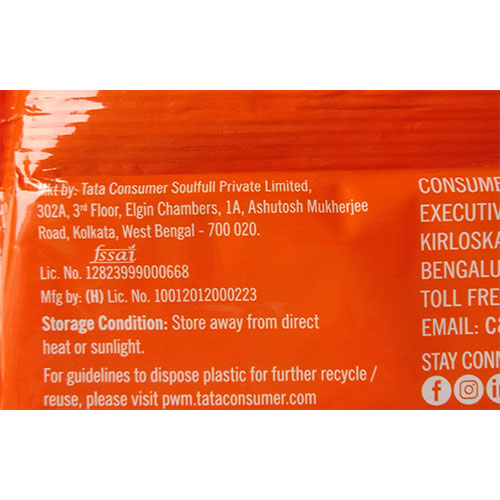 Mkt by: Tata Consumer Soulfull Private Limited,
302A, 3rd Floor, Elgin Chambers, 1A, Ashutosh Mukherjee
Road, Kolkata, West Bengal - 700 020.
fssai
Lic. No. 12823999000668
Mfg by: (H) Lic. No. 10012012000223
Storage Condition: Store away from direct
heat or sunlight.
For guidelines to dispose plastic for further recycle /
reuse, please visit pwm.tataconsumer.com
CONSUME
EXECUTIV
KIRLOSKA
BENGALU
TOLL FRE
EMAIL: ca
STAY CONN